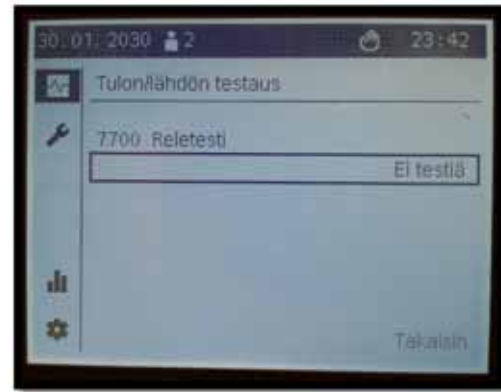 30.01.2030 2 23:42
Tulon/lähdön testaus
7700 Reletesti
Ei testiä
Takaisin